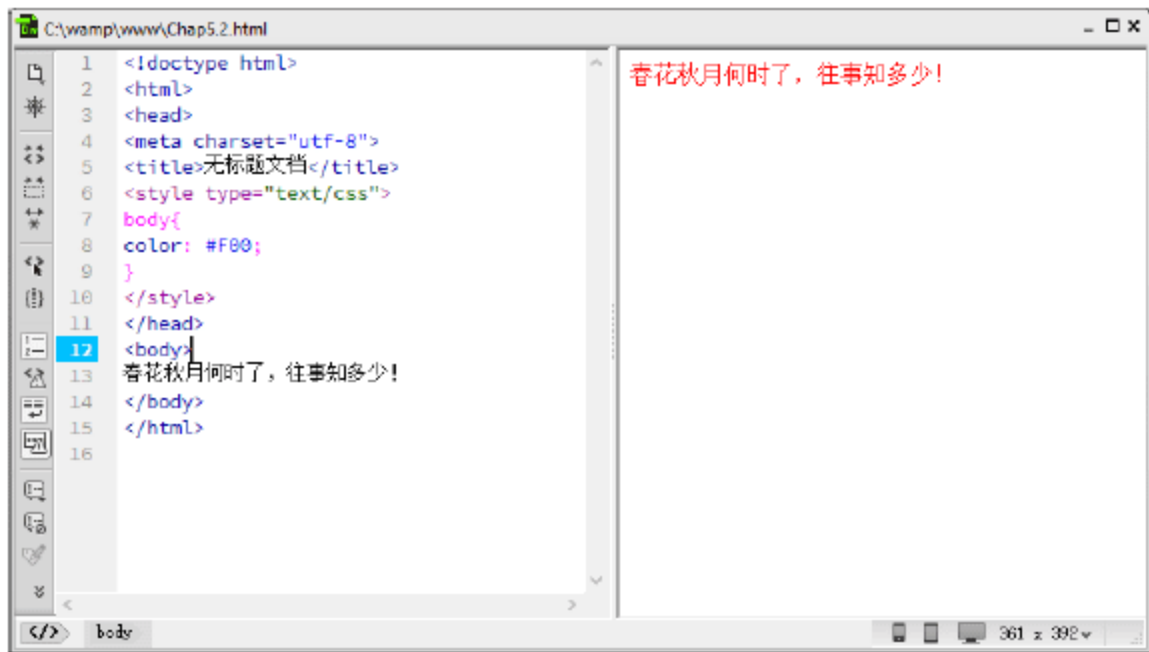 C:\wamp\www\Chap5.2.html
1 <!doctype html>
2 <html>
3 <head>
4 <meta charset="utf-8">
5 <title>无标题文档</title>
6 <style type="text/css">
7 body{
8 color: #F00;
9 }
10 </style>
11 </head>
12 <body>
13 春花秋月何时了，往事知多少!
14 </body>
15 </html>
16
春花秋月何时了，往事知多少!
</> body
361 x 392